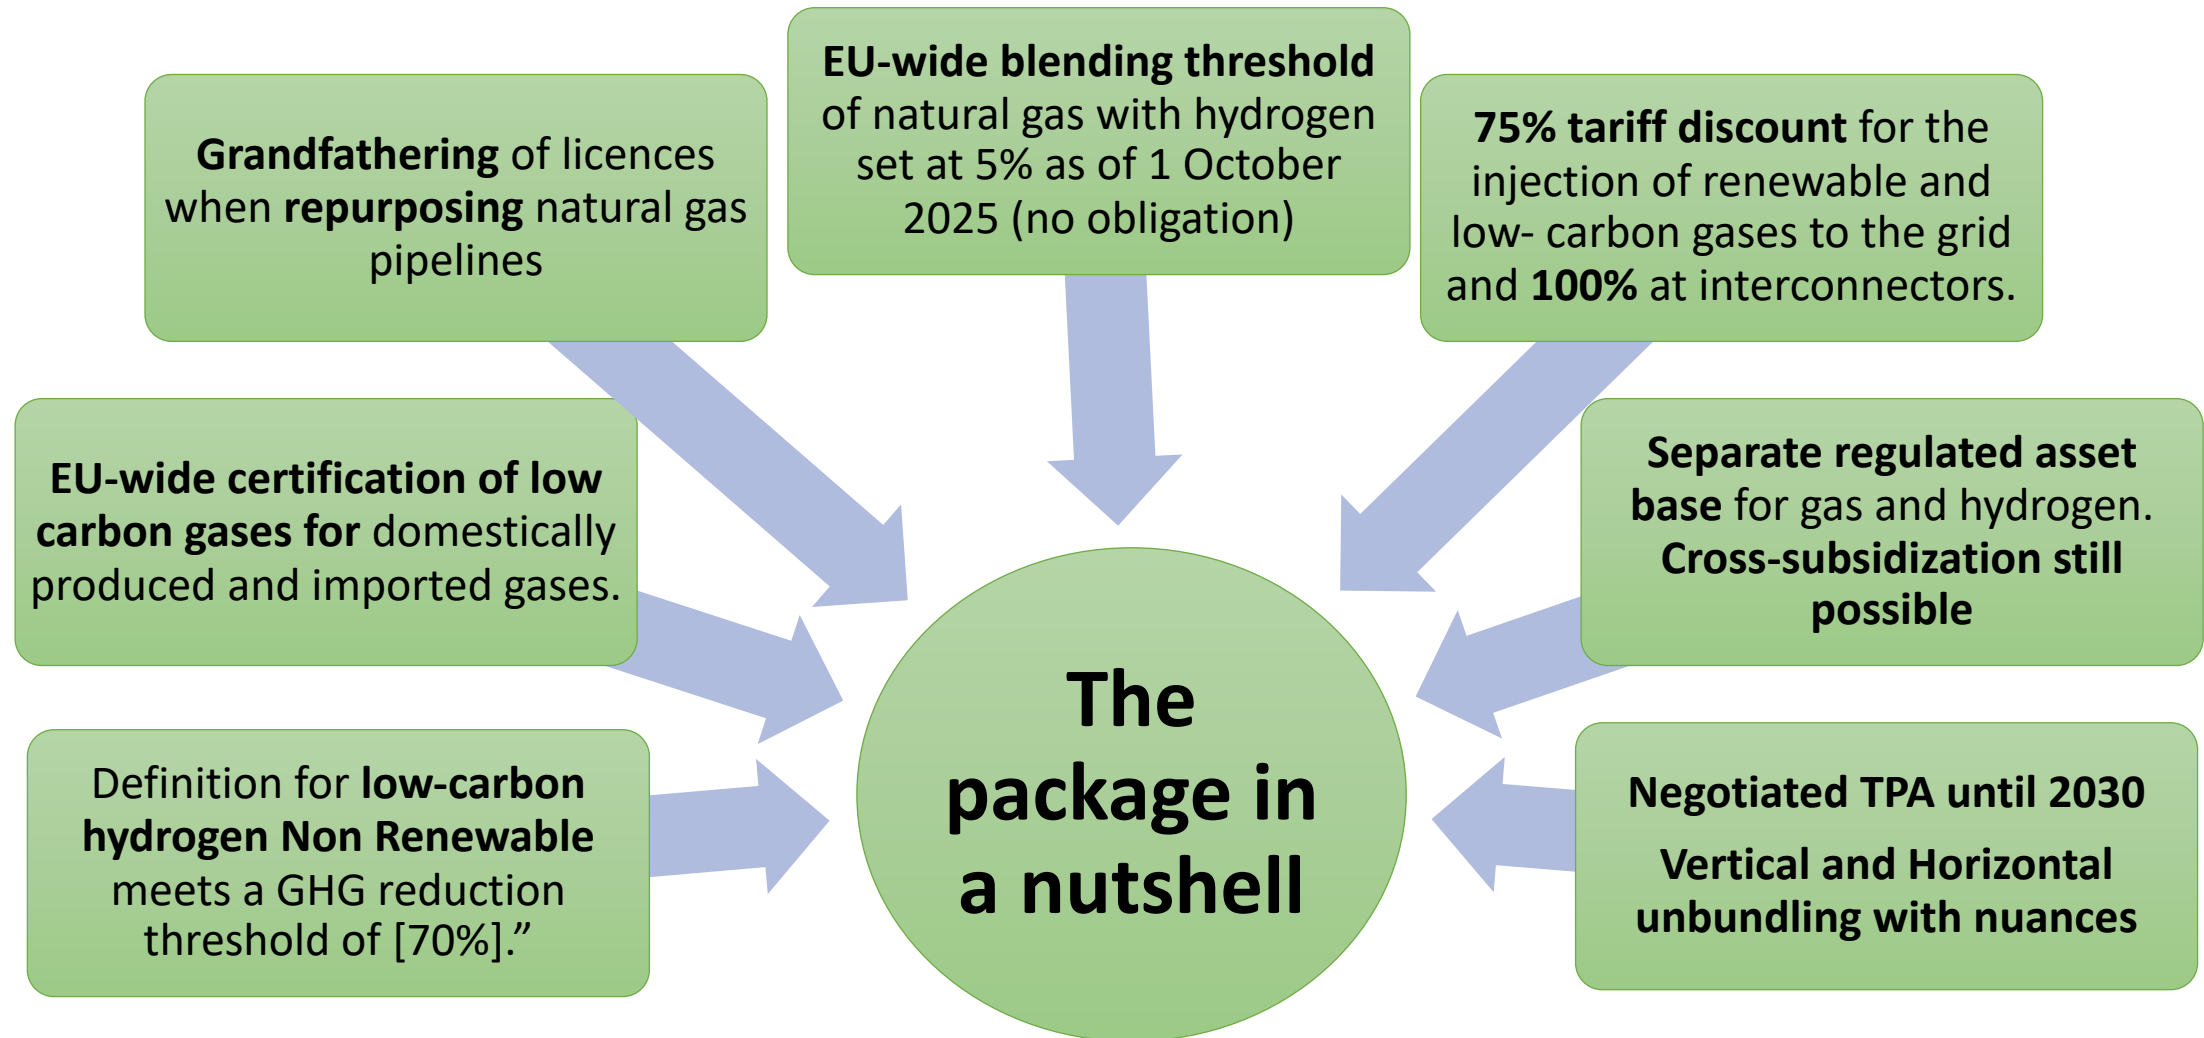 EU-wide blending threshold
of natural gas with hydrogen
set at 5% as of 1 October
2025 (no obligation)
Grandfathering of licences
when repurposing natural gas
pipelines
75% tariff discount for the
injection of renewable and
low- carbon gases to the grid
and 100% at interconnectors.
EU-wide certification of low
carbon gases for domestically
produced and imported gases.
Separate regulated asset
base for gas and hydrogen.
Cross-subsidization still
possible
Definition for low-carbon
hydrogen Non Renewable
meets a GHG reduction
threshold of [70%].”
The
package in
a nutshell
Negotiated TPA until 2030
Vertical and Horizontal
unbundling with nuances